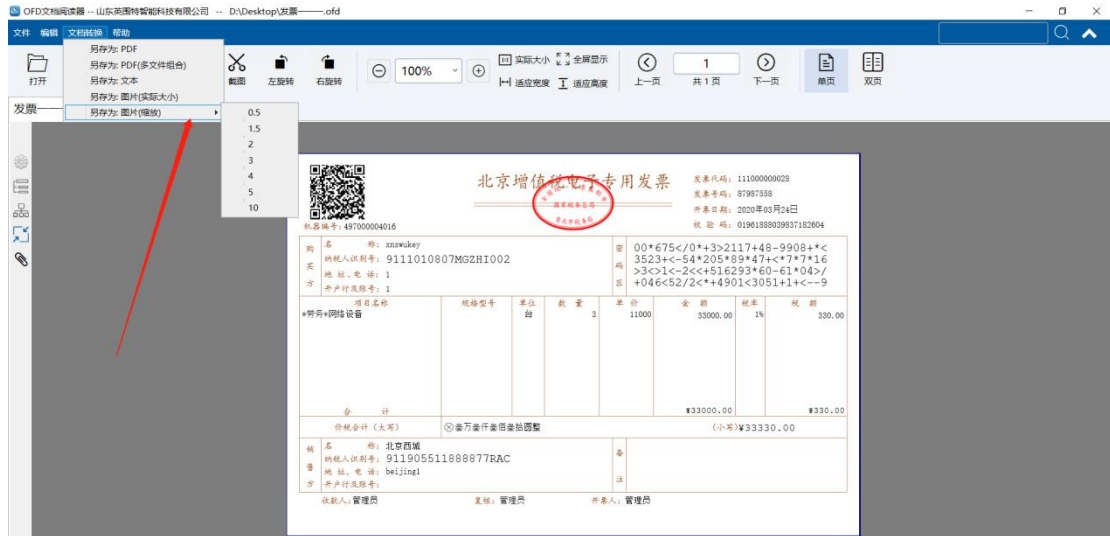 OFD文档阅读器 -- 山东英图特智能科技有限公司 -- D:\Desktop\发票———.ofd
文件 编辑 文档转换 帮助
另存为: PDF
另存为: PDF(多文件组合)
另存为: 文本
另存为: 图片(实际大小)
另存为: 图片(缩放)
0.5
1.5
2
3
4
5
10
打开
截图
左旋转
右旋转
100%
实际大小
全屏显示
适应宽度
适应高度
上一页
1
共 1 页
下一页
单页
双页
发票——
北京增值税电子专用发票
国家税务总局
发票代码: 111000000028
发票号码: 87987558
开票日期: 2020年03月24日
校 验 码: 01961888039837182604
机器编号: 497000004016
购买方
名 称: xnswukey
纳税人识别号: 9111010807MGZHI002
地 址、电 话: 1
开户行及账号: 1
密码区
00*675</0*+3>2117+48-9908+*<
3523+<-54*205*89*47+<*7*7*16
>3<>1<-2<<+516293*60-61*04>/
+046<52/2<*+4901<3051+1+<--9
项目名称 规格型号 单位 数 量 单 价 金 额 税率 税 额
*劳务*网络设备 台 3 11000 33000.00 1% 330.00
合 计 ¥33000.00 ¥330.00
价税合计（大写） ⊗叁万叁仟叁佰叁拾圆整 (小写)¥33330.00
销售方
名 称: 北京西城
纳税人识别号: 911905511888877RAC
地 址、电 话: beijing1
开户行及账号:
备注
收款人: 管理员 复核: 管理员 开票人: 管理员